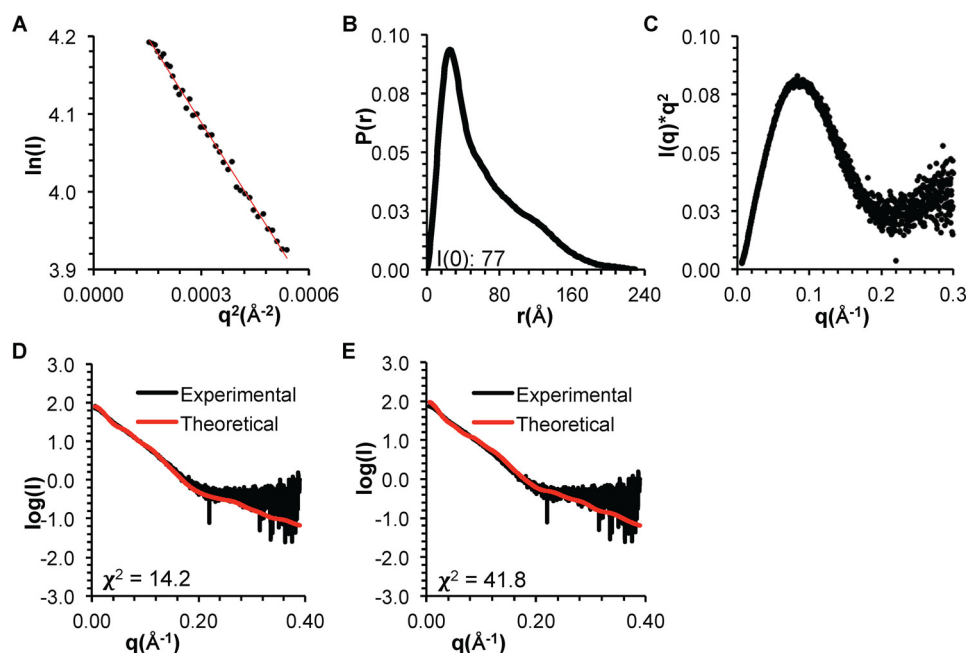 A
4.2
4.1
4.0
3.9
ln(I)
0.0000
0.0003
0.0006
q²(Å⁻²)
B
0.10
0.08
0.05
0.03
0.00
P(r)
I(0): 77
0
80
160
240
r(Å)
C
0.10
0.08
0.05
0.03
0.00
I(q)*q²
0.0
0.1
0.2
0.3
q(Å⁻¹)
D
3.0
2.0
1.0
0.0
-1.0
-2.0
-3.0
log(I)
Experimental
Theoretical
χ² = 14.2
0.00
0.20
0.40
q(Å⁻¹)
E
3.0
2.0
1.0
0.0
-1.0
-2.0
-3.0
log(I)
Experimental
Theoretical
χ² = 41.8
0.00
0.20
0.40
q(Å⁻¹)